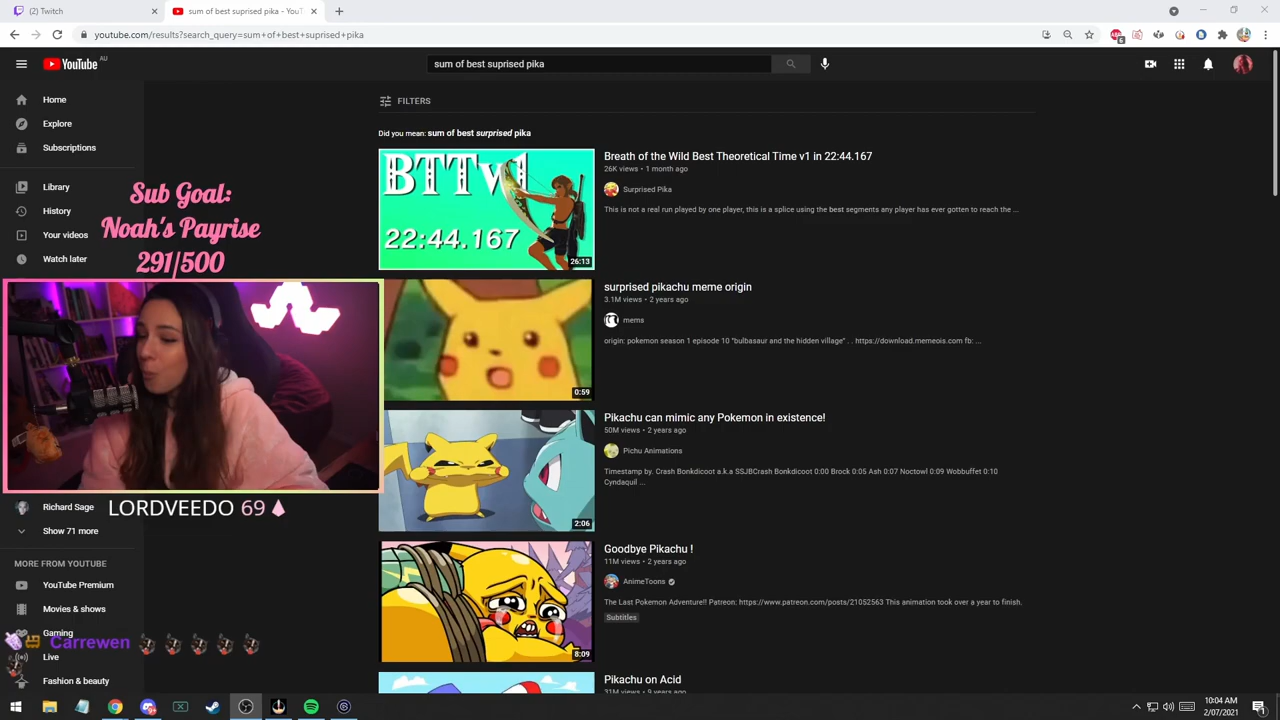 (2) Twitch
sum of best suprised pika - YouT
youtube.com/results?search_query=sum+of+best+suprised+pika
6
YouTube AU
sum of best suprised pika
Home
Explore
Subscriptions
Library
History
Your videos
Watch later
Sub Goal:
Noah's Payrise
291/500
LORDVEEDO 69
Richard Sage
Show 71 more
MORE FROM YOUTUBE
YouTube Premium
Movies & shows
Gaming
Carrewen
Live
Fashion & beauty
FILTERS
Did you mean: sum of best surprised pika
BTTv1
22:44.167
26:13
Breath of the Wild Best Theoretical Time v1 in 22:44.167
26K views • 1 month ago
Surprised Pika
This is not a real run played by one player, this is a splice using the best segments any player has ever gotten to reach the ...
0:59
surprised pikachu meme origin
3.1M views • 2 years ago
mems
origin: pokemon season 1 episode 10 "bulbasaur and the hidden village" . . https://download.memeois.com fb: ...
2:06
Pikachu can mimic any Pokemon in existence!
50M views • 2 years ago
Pichu Animations
Timestamp by. Crash Bonkdicoot a.k.a SSJBCrash Bonkdicoot 0:00 Brock 0:05 Ash 0:07 Noctowl 0:09 Wobbuffet 0:10
Cyndaquil ...
8:09
Goodbye Pikachu !
11M views • 2 years ago
AnimeToons
The Last Pokemon Adventure!! Patreon: https://www.patreon.com/posts/21052563 This animation took over a year to finish.
Subtitles
Pikachu on Acid
31M views • 9 years ago
10:04 AM
2/07/2021
1